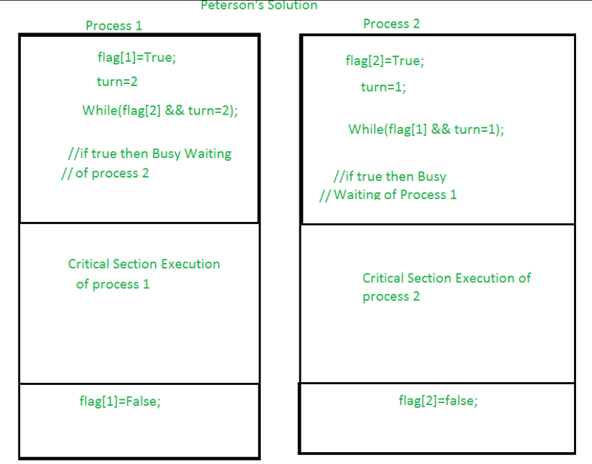 Peterson's Solution
Process 1
flag[1]=True;
turn=2
While(flag[2] && turn=2);
//if true then Busy Waiting
// of process 2
Critical Section Execution
of process 1
flag[1]=False;
Process 2
flag[2]=True;
turn=1;
While(flag[1] && turn=1);
//if true then Busy
// Waiting of Process 1
Critical Section Execution of
process 2
flag[2]=false;